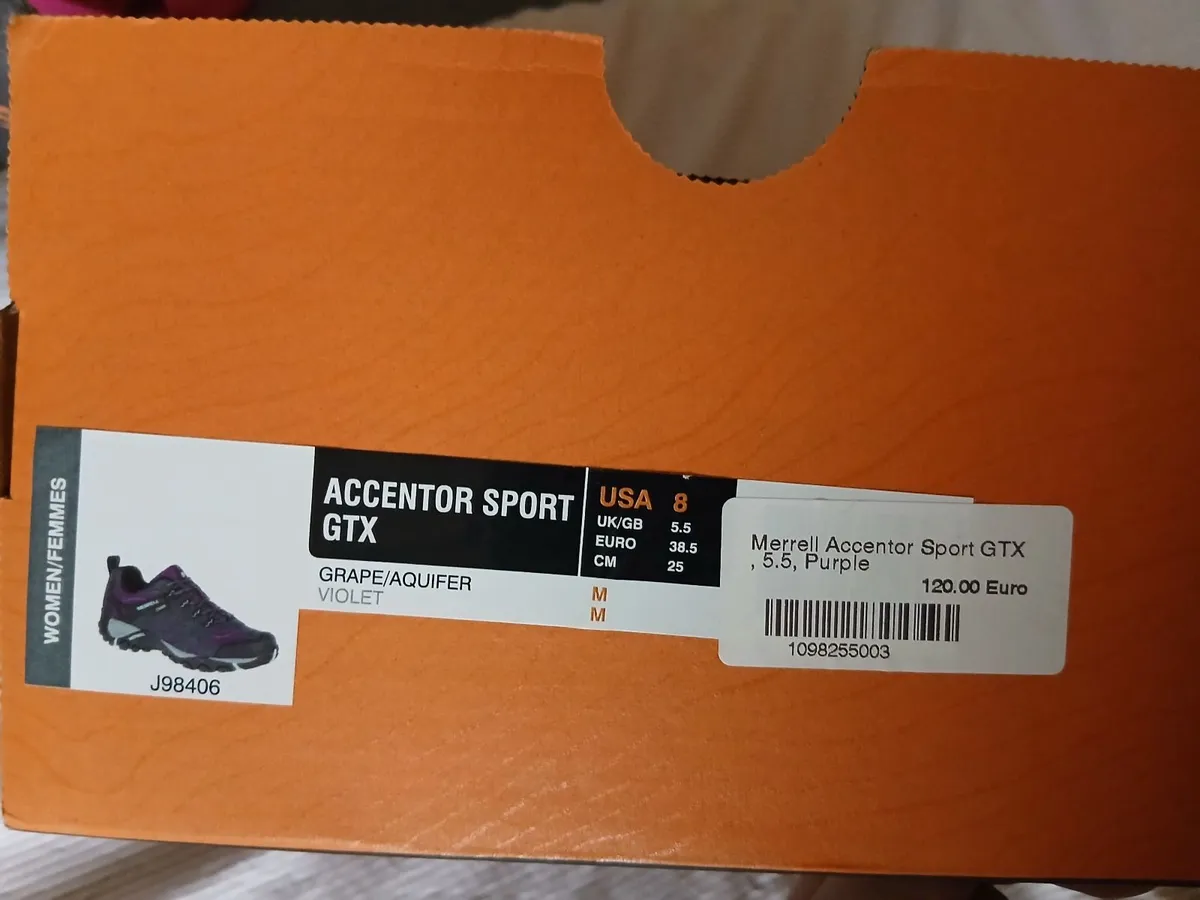 WOMEN/FEMMES
J98406
ACCENTOR SPORT
GTX
GRAPE/AQUIFER
VIOLET
USA 8
UK/GB 5.5
EURO 38.5
CM 25
M
M
Merrell Accentor Sport GTX
, 5.5, Purple
120.00 Euro
1098255003